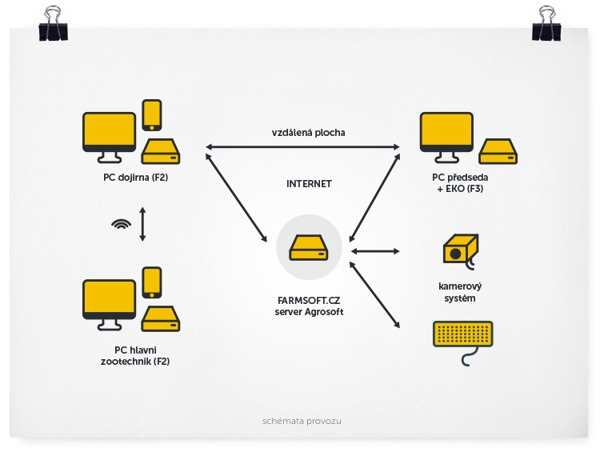 vzdálená plocha
PC dojírna (F2)
INTERNET
PC předseda
+ EKO (F3)
FARMSOFT.CZ
server Agrosoft
kamerový
systém
PC hlavní
zootechnik (F2)
schémata provozu